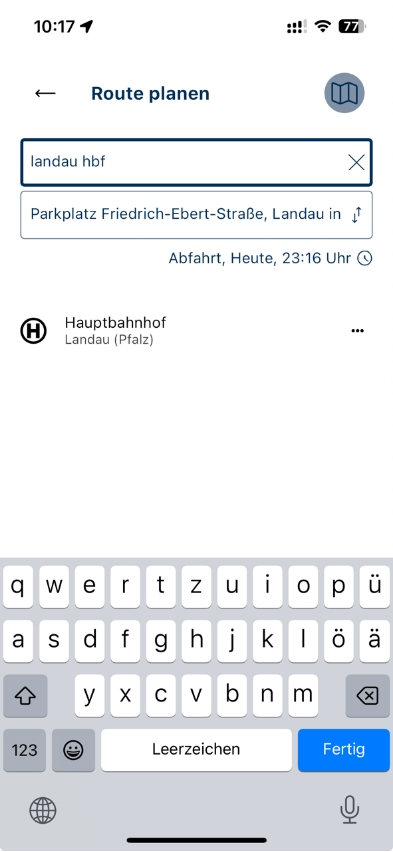 10:17
77
Route planen
landau hbf
Parkplatz Friedrich-Ebert-Straße, Landau in
Abfahrt, Heute, 23:16 Uhr
H
Hauptbahnhof
Landau (Pfalz)
q w e r t z u i o p ü
a s d f g h j k l ö ä
y x c v b n m
123 Leerzeichen Fertig